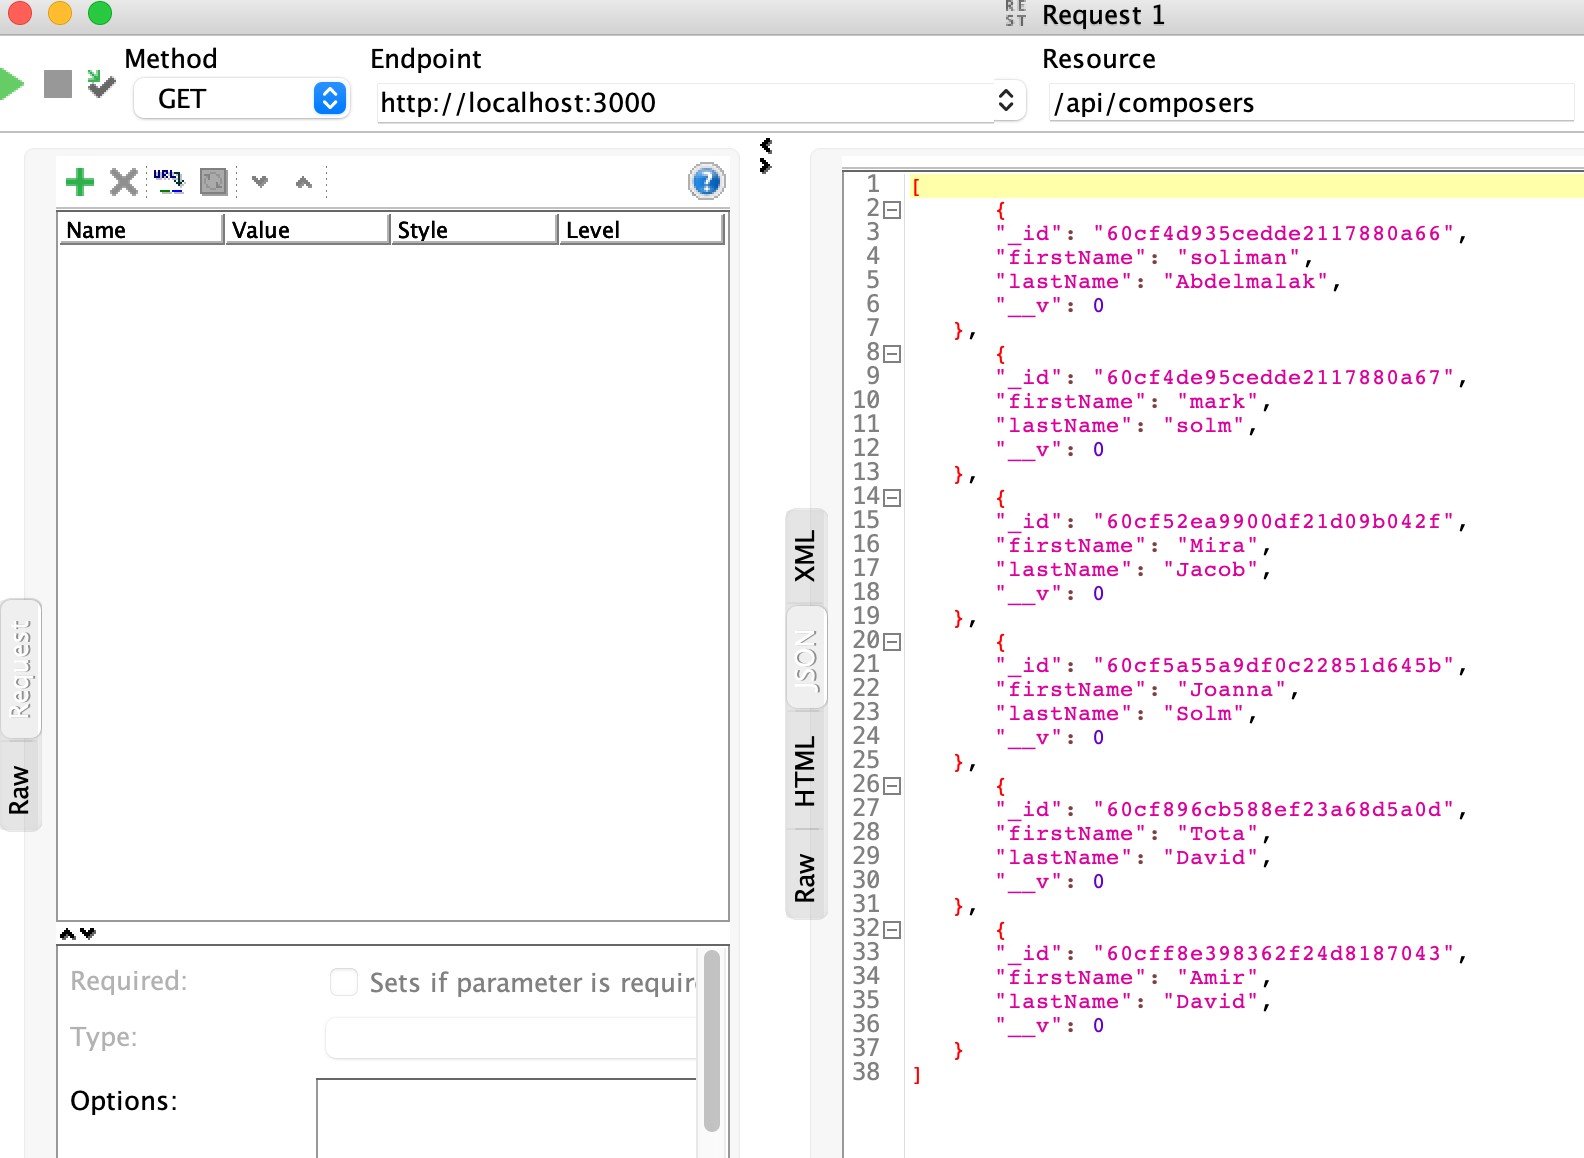 REST Request 1
Method Endpoint Resource
GET http://localhost:3000 /api/composers
URL
?
Name Value Style Level
Request
Raw
Required: Sets if parameter is requir
Type:
Options:
XML
JSON
HTML
Raw
1 [
2 {
3 "_id": "60cf4d935cedde2117880a66",
4 "firstName": "soliman",
5 "lastName": "Abdelmalak",
6 "__v": 0
7 },
8 {
9 "_id": "60cf4de95cedde2117880a67",
10 "firstName": "mark",
11 "lastName": "solm",
12 "__v": 0
13 },
14 {
15 "_id": "60cf52ea9900df21d09b042f",
16 "firstName": "Mira",
17 "lastName": "Jacob",
18 "__v": 0
19 },
20 {
21 "_id": "60cf5a55a9df0c22851d645b",
22 "firstName": "Joanna",
23 "lastName": "Solm",
24 "__v": 0
25 },
26 {
27 "_id": "60cf896cb588ef23a68d5a0d",
28 "firstName": "Tota",
29 "lastName": "David",
30 "__v": 0
31 },
32 {
33 "_id": "60cff8e398362f24d8187043",
34 "firstName": "Amir",
35 "lastName": "David",
36 "__v": 0
37 }
38 ]